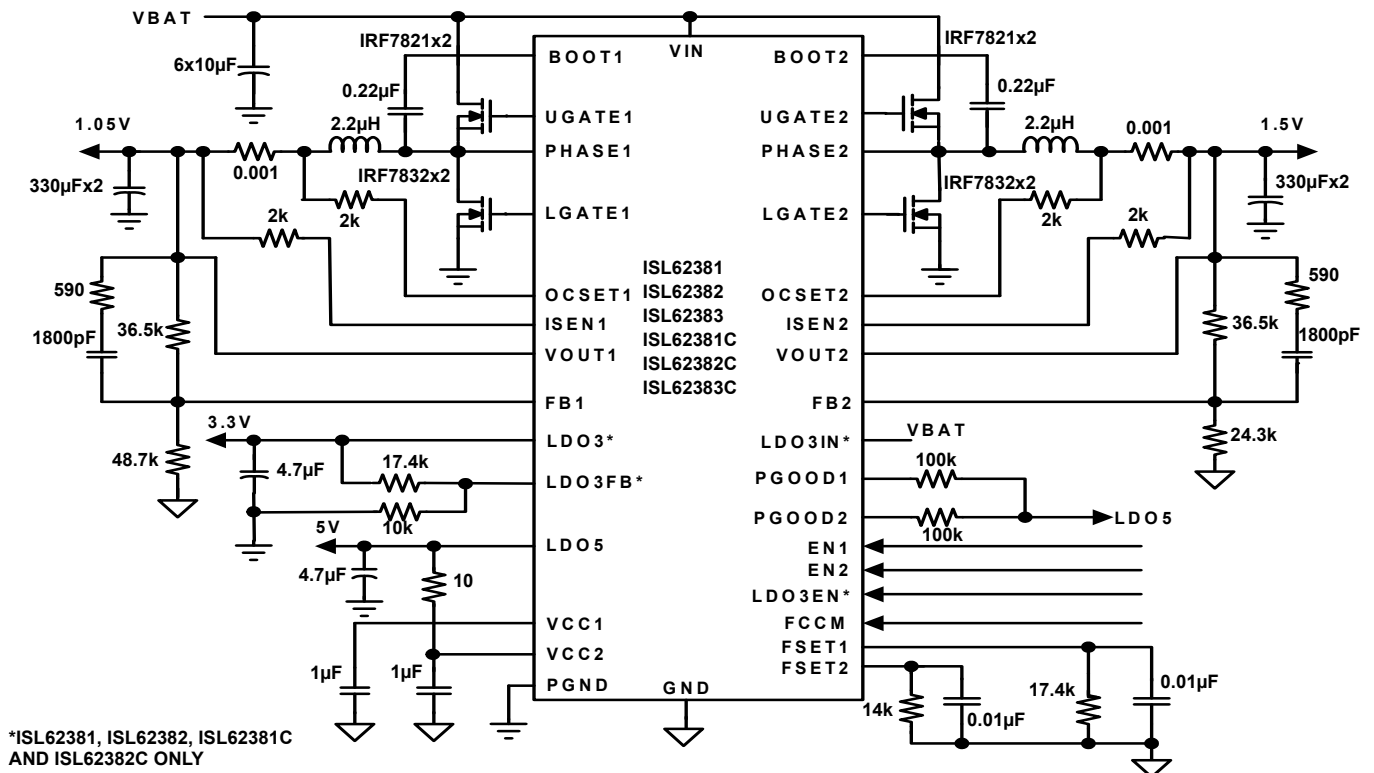 VBAT
6x10µF
IRF7821x2
0.22µF
1.05V
2.2µH
0.001
330µFx2
IRF7832x2
2k
2k
590
1800pF
36.5k
48.7k
3.3V
4.7µF
17.4k
10k
5V
4.7µF
10
1µF
1µF
VIN
BOOT1
UGATE1
PHASE1
LGATE1
OCSET1
ISEN1
VOUT1
FB1
LDO3*
LDO3FB*
LDO5
VCC1
VCC2
PGND
GND
ISL62381
ISL62382
ISL62383
ISL62381C
ISL62382C
ISL62383C
BOOT2
UGATE2
PHASE2
LGATE2
OCSET2
ISEN2
VOUT2
FB2
LDO3IN*
PGOOD1
PGOOD2
EN1
EN2
LDO3EN*
FCCM
FSET1
FSET2
IRF7821x2
0.22µF
2.2µH
0.001
1.5V
IRF7832x2
330µFx2
2k
2k
590
36.5k
1800pF
24.3k
VBAT
100k
100k
LDO5
14k
0.01µF
17.4k
0.01µF
*ISL62381, ISL62382, ISL62381C
AND ISL62382C ONLY